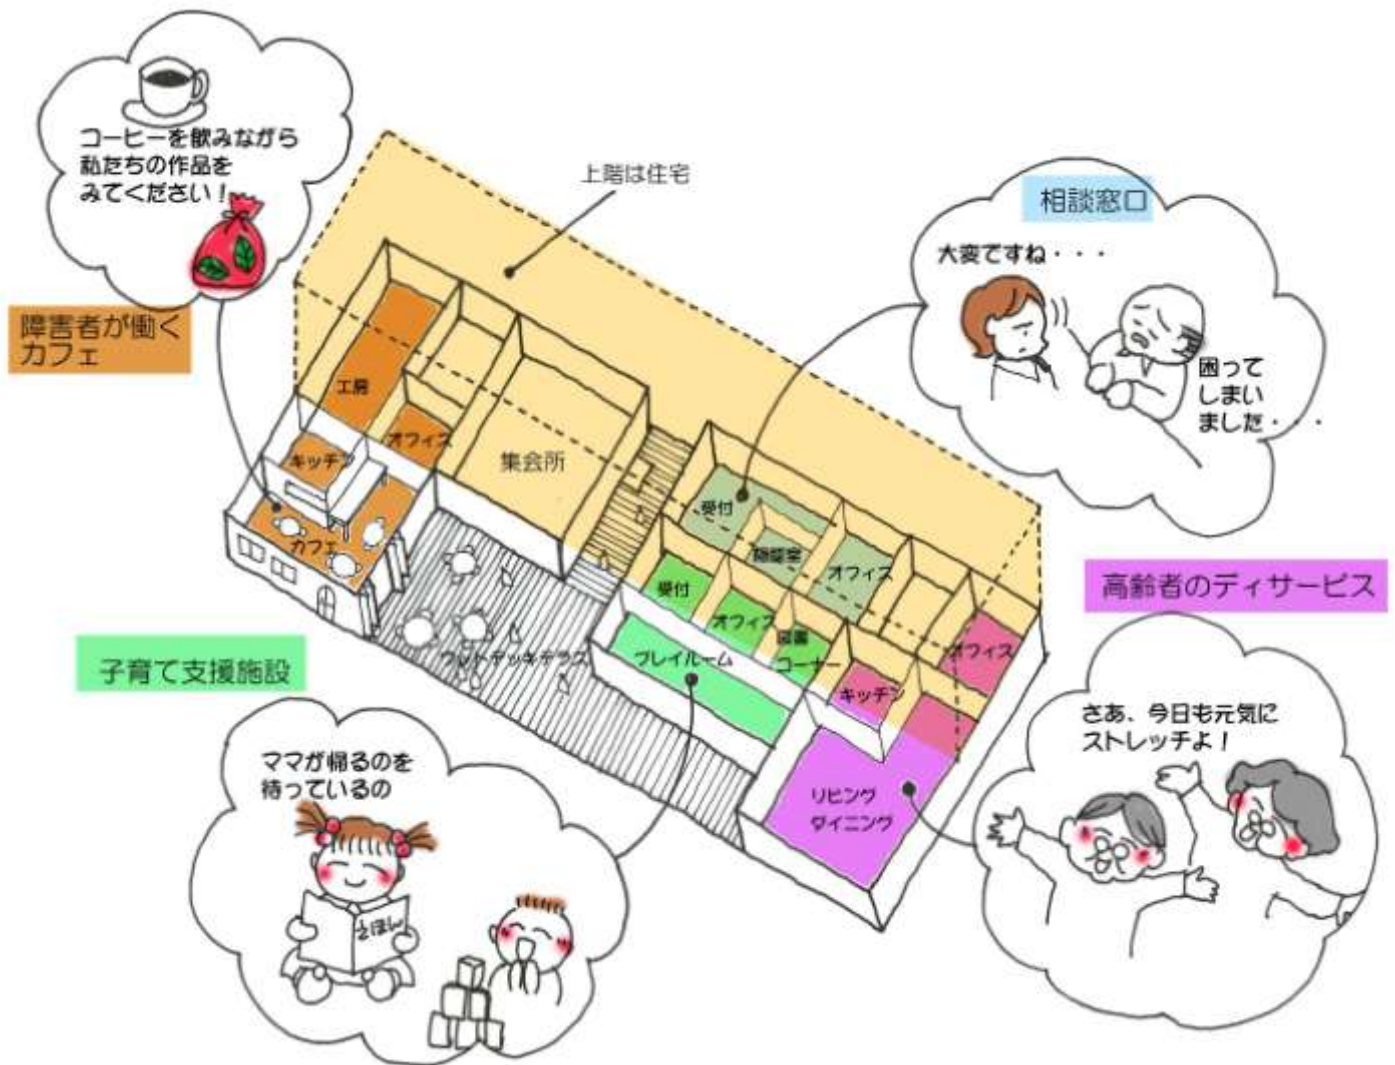 コーヒーを飲みながら
私たちの作品を
みてください!
障害者が働く
カフェ
上階は住宅
相談窓口
大変ですね・・・
困って
しまい
ました・・・
工房
オフィス
キッチン
カフェ
集会所
受付
相談室
オフィス
受付
オフィス
図書
コーナー
プレイルーム
キッチン
オフィス
リビング
ダイニング
ウットデッキテラス
高齢者のディサービス
さあ、今日も元気に
ストレッチよ!
子育て支援施設
ママが帰るのを
待っているの
えほん